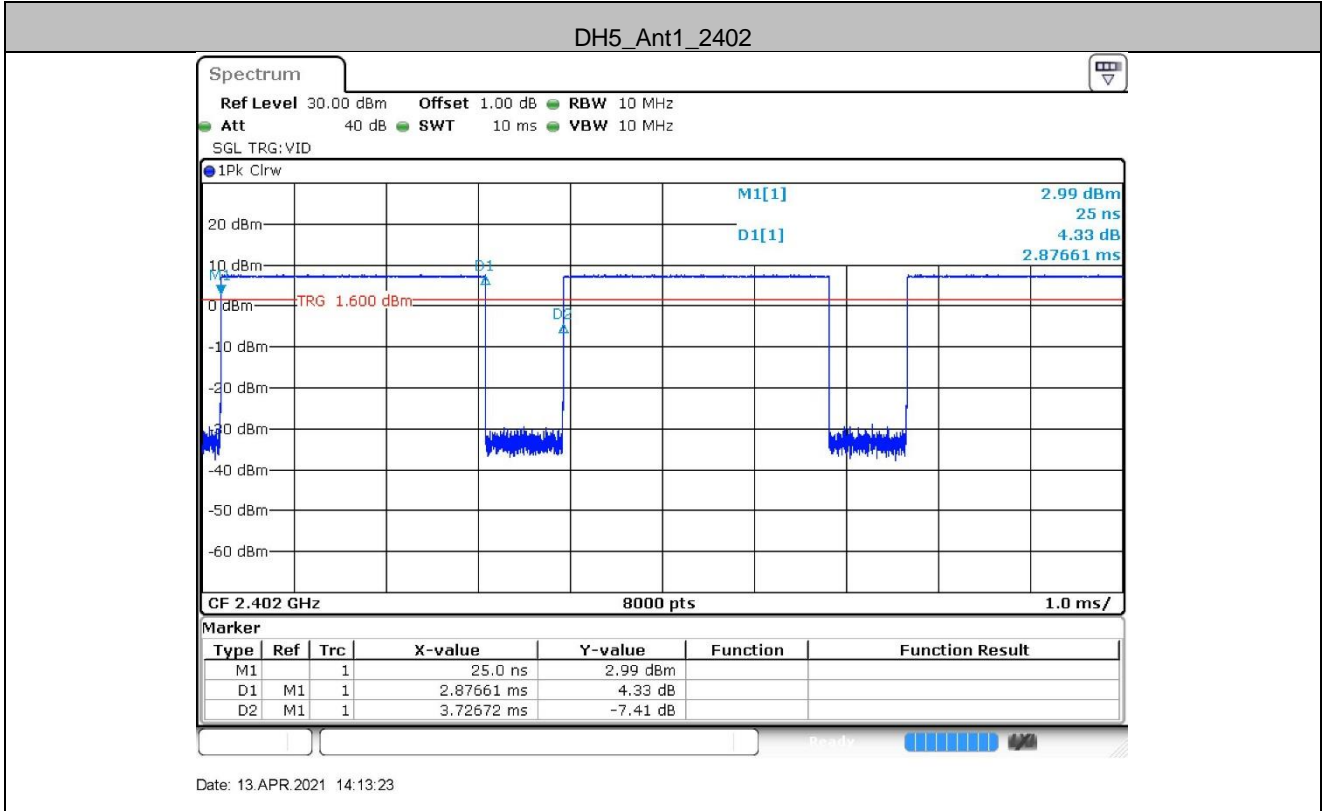 DH5_Ant1_2402
Spectrum
Ref Level 30.00 dBm Offset 1.00 dB RBW 10 MHz
Att 40 dB SWT 10 ms VBW 10 MHz
SGL TRG:VID
1Pk Clrw
M1[1] 2.99 dBm
25 ns
D1[1] 4.33 dB
2.87661 ms
20 dBm
10 dBm
M1
D1
0 dBm
TRG 1.600 dBm
D2
-10 dBm
-20 dBm
-30 dBm
-40 dBm
-50 dBm
-60 dBm
CF 2.402 GHz 8000 pts 1.0 ms/
Marker
Type Ref Trc X-value Y-value Function Function Result
M1 1 25.0 ns 2.99 dBm
D1 M1 1 2.87661 ms 4.33 dB
D2 M1 1 3.72672 ms -7.41 dB
Ready
Date: 13.APR.2021 14:13:23